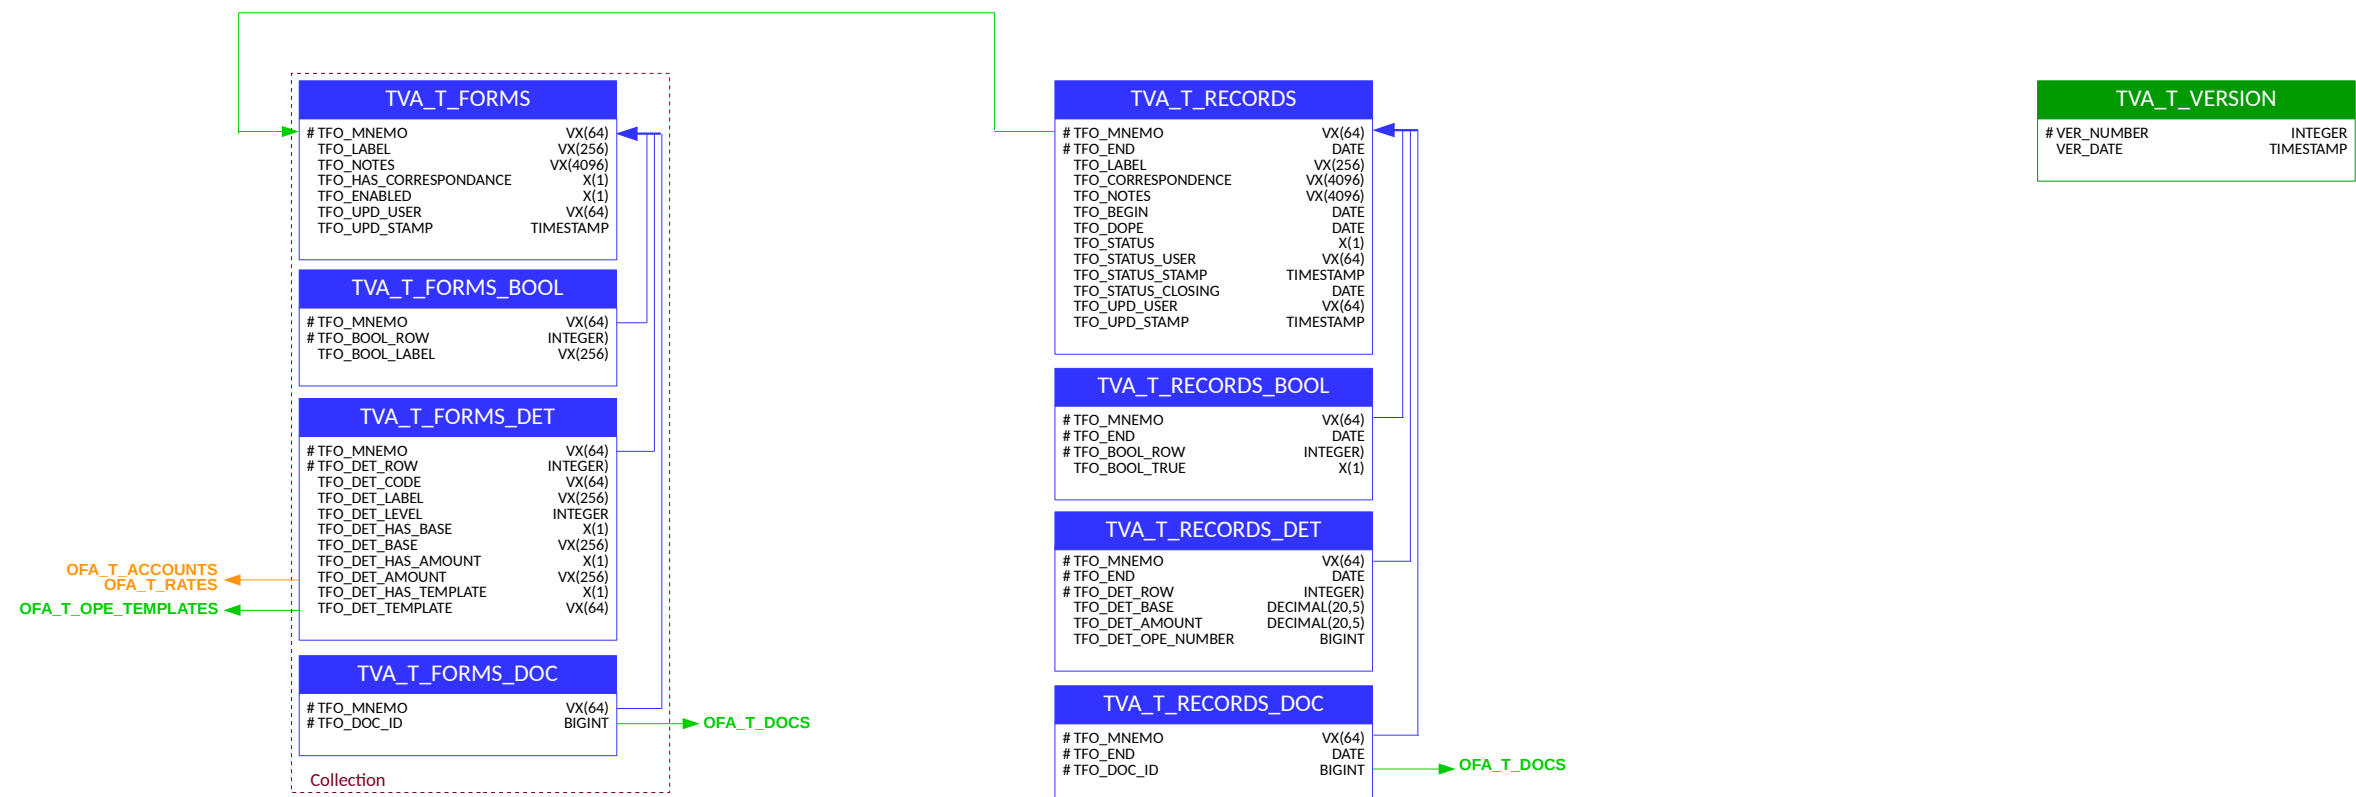 TVA_T_FORMS
# TFO_MNEMO VX(64)
TFO_LABEL VX(256)
TFO_NOTES VX(4096)
TFO_HAS_CORRESPONDANCE X(1)
TFO_ENABLED X(1)
TFO_UPD_USER VX(64)
TFO_UPD_STAMP TIMESTAMP
TVA_T_FORMS_BOOL
# TFO_MNEMO VX(64)
# TFO_BOOL_ROW INTEGER)
TFO_BOOL_LABEL VX(256)
TVA_T_FORMS_DET
# TFO_MNEMO VX(64)
# TFO_DET_ROW INTEGER)
TFO_DET_CODE VX(64)
TFO_DET_LABEL VX(256)
TFO_DET_LEVEL INTEGER
TFO_DET_HAS_BASE X(1)
TFO_DET_BASE VX(256)
TFO_DET_HAS_AMOUNT X(1)
TFO_DET_AMOUNT VX(256)
TFO_DET_HAS_TEMPLATE X(1)
TFO_DET_TEMPLATE VX(64)
OFA_T_ACCOUNTS
OFA_T_RATES
OFA_T_OPE_TEMPLATES
TVA_T_FORMS_DOC
# TFO_MNEMO VX(64)
# TFO_DOC_ID BIGINT
OFA_T_DOCS
Collection
TVA_T_RECORDS
# TFO_MNEMO VX(64)
# TFO_END DATE
TFO_LABEL VX(256)
TFO_CORRESPONDENCE VX(4096)
TFO_NOTES VX(4096)
TFO_BEGIN DATE
TFO_DOPE DATE
TFO_STATUS X(1)
TFO_STATUS_USER VX(64)
TFO_STATUS_STAMP TIMESTAMP
TFO_STATUS_CLOSING DATE
TFO_UPD_USER VX(64)
TFO_UPD_STAMP TIMESTAMP
TVA_T_RECORDS_BOOL
# TFO_MNEMO VX(64)
# TFO_END DATE
# TFO_BOOL_ROW INTEGER)
TFO_BOOL_TRUE X(1)
TVA_T_RECORDS_DET
# TFO_MNEMO VX(64)
# TFO_END DATE
# TFO_DET_ROW INTEGER)
TFO_DET_BASE DECIMAL(20,5)
TFO_DET_AMOUNT DECIMAL(20,5)
TFO_DET_OPE_NUMBER BIGINT
TVA_T_RECORDS_DOC
# TFO_MNEMO VX(64)
# TFO_END DATE
# TFO_DOC_ID BIGINT
OFA_T_DOCS
TVA_T_VERSION
# VER_NUMBER INTEGER
VER_DATE TIMESTAMP